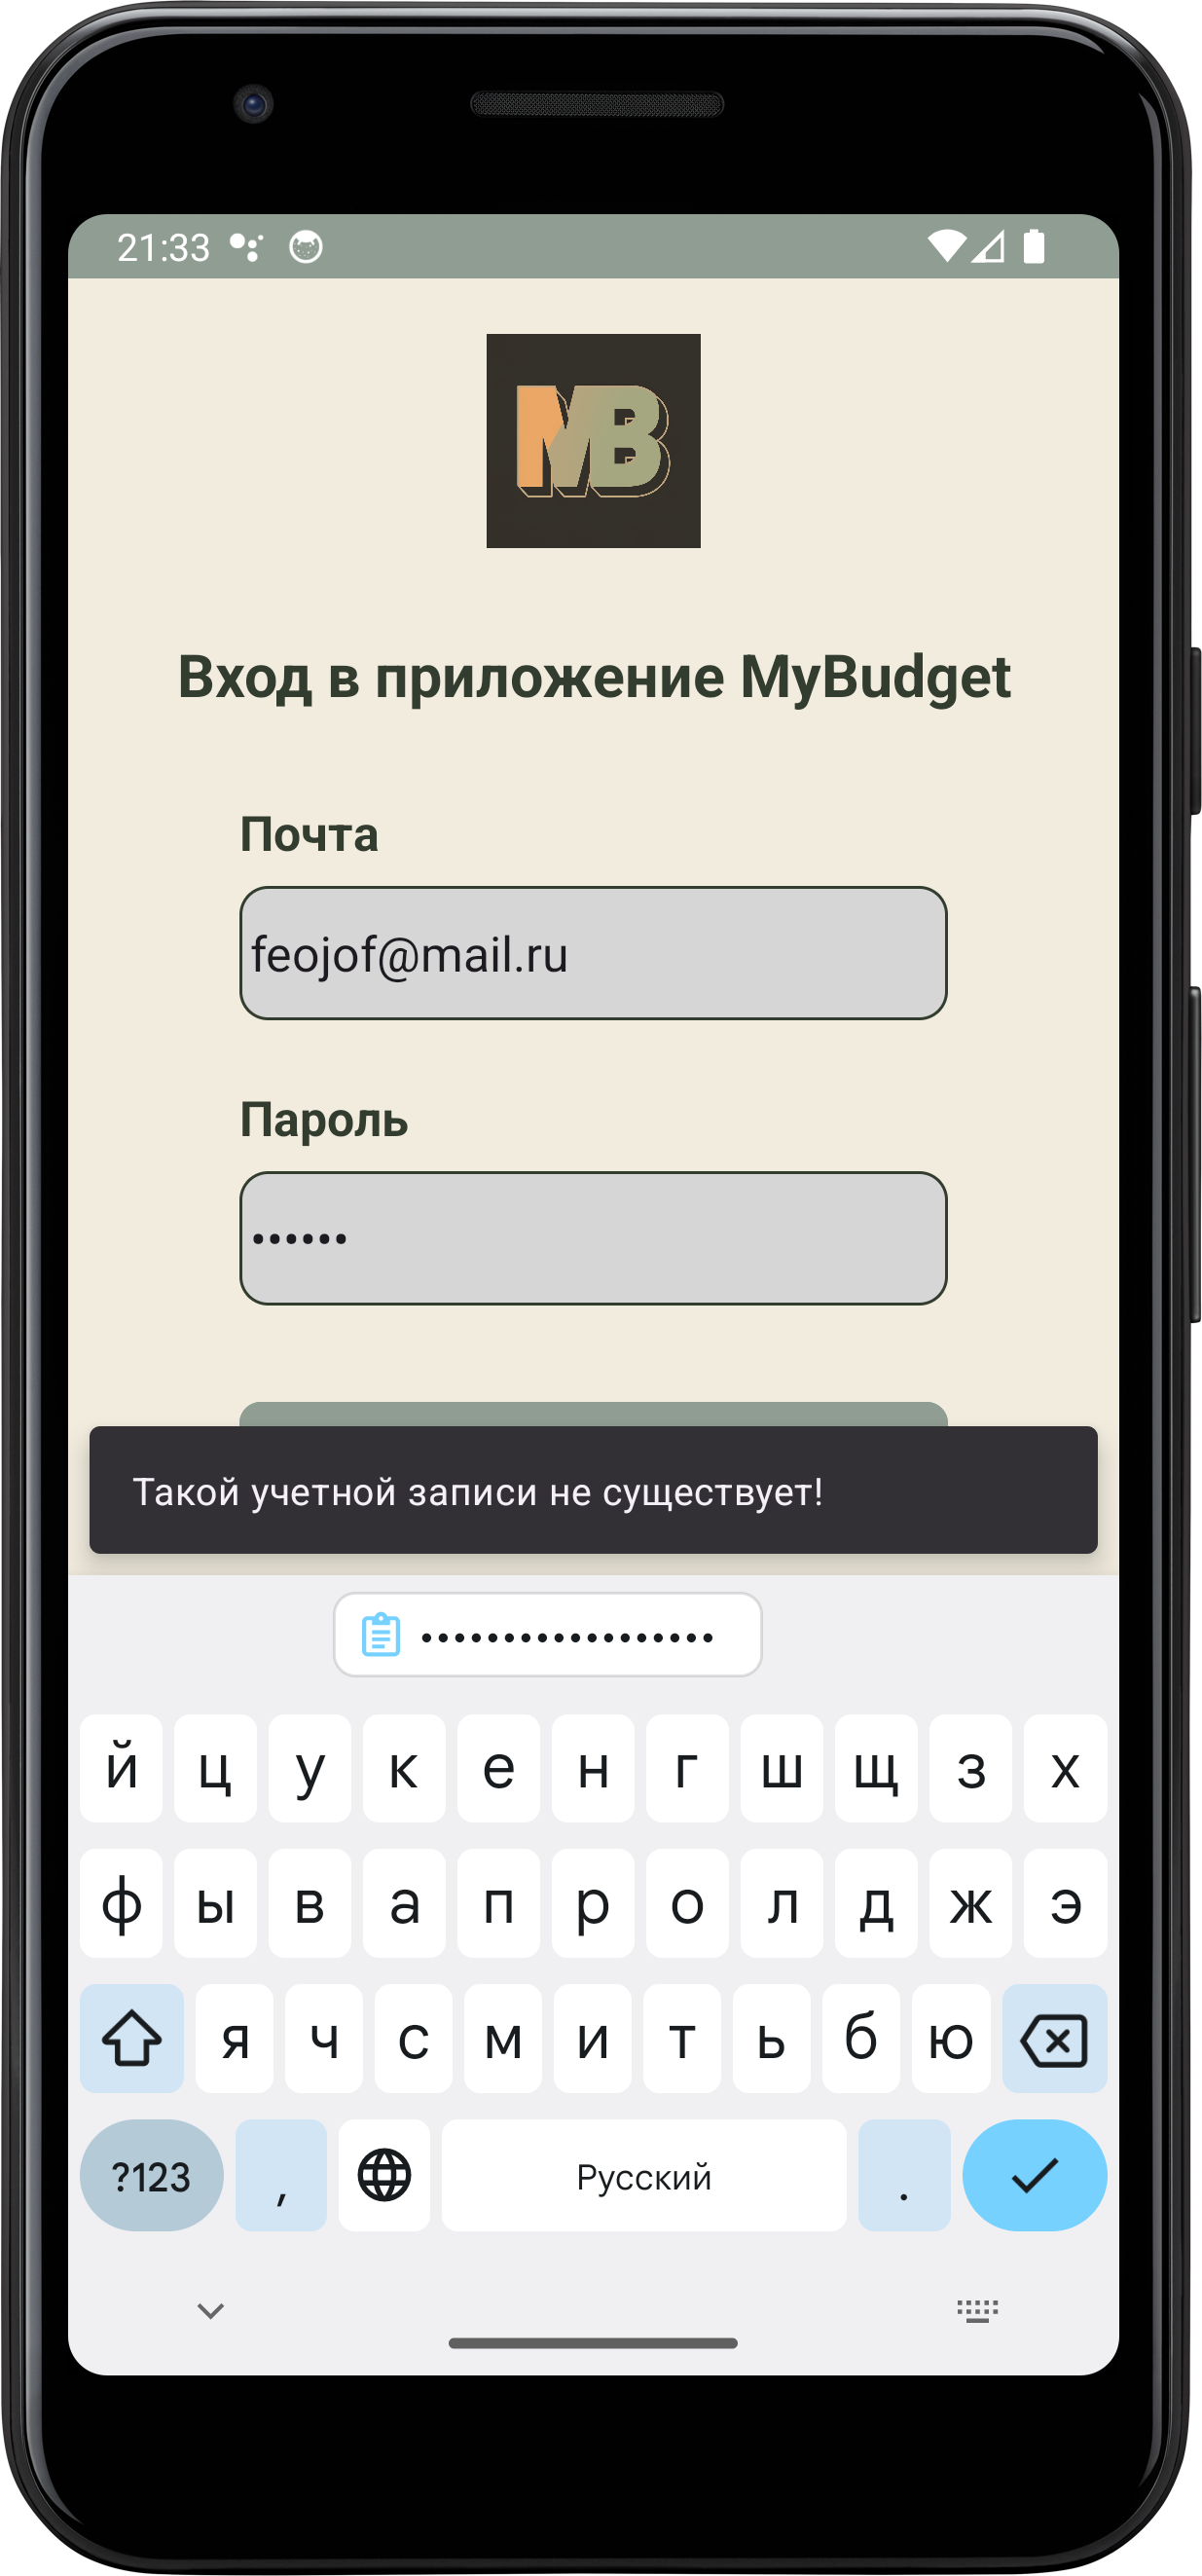 21:33
MB
Вход в приложение MyBudget
Почта
feojof@mail.ru
Пароль
••••••
Такой учетной записи не существует!
••••••••••••••••••
й ц у к е н г ш щ з х
ф ы в а п р о л д ж э
я ч с м и т ь б ю
?123 , Русский .